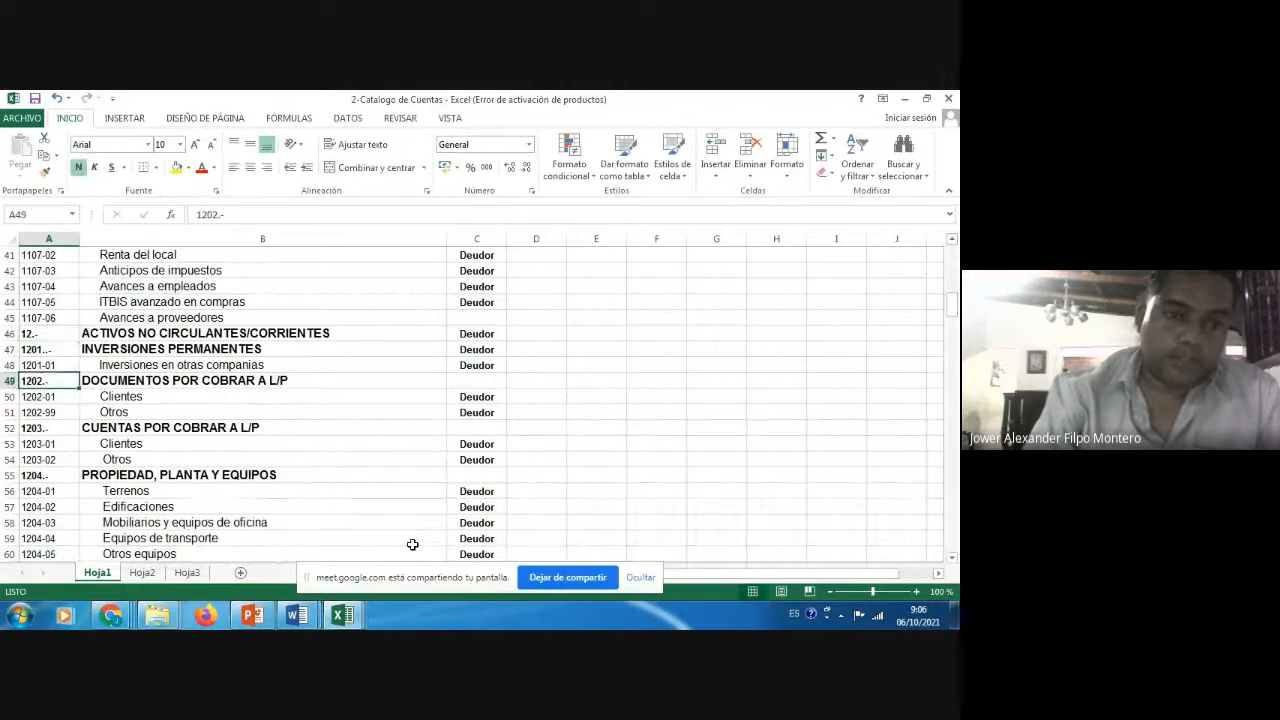 2-Catalogo de Cuentas - Excel (Error de activación de productos)
ARCHIVO INICIO INSERTAR DISEÑO DE PÁGINA FÓRMULAS DATOS REVISAR VISTA Iniciar sesión
Pegar
Arial 10
N K S
Ajustar texto
Combinar y centrar
General
% 000
Formato condicional
Dar formato como tabla
Estilos de celda
Insertar Eliminar Formato
Ordenar y filtrar
Buscar y seleccionar
Portapapeles Fuente Alineación Número Estilos Celdas Modificar
A49 fx 1202.-
A B C D E F G H I J
41 1107-02 Renta del local Deudor
42 1107-03 Anticipos de impuestos Deudor
43 1107-04 Avances a empleados Deudor
44 1107-05 ITBIS avanzado en compras Deudor
45 1107-06 Avances a proveedores Deudor
46 12.- ACTIVOS NO CIRCULANTES/CORRIENTES Deudor
47 1201..- INVERSIONES PERMANENTES Deudor
48 1201-01 Inversiones en otras companias Deudor
49 1202.- DOCUMENTOS POR COBRAR A L/P
50 1202-01 Clientes Deudor
51 1202-99 Otros Deudor
52 1203.- CUENTAS POR COBRAR A L/P
53 1203-01 Clientes Deudor
54 1203-02 Otros Deudor
55 1204.- PROPIEDAD, PLANTA Y EQUIPOS
56 1204-01 Terrenos Deudor
57 1204-02 Edificaciones Deudor
58 1204-03 Mobiliarios y equipos de oficina Deudor
59 1204-04 Equipos de transporte Deudor
60 1204-05 Otros equipos Deudor
Hoja1 Hoja2 Hoja3
meet.google.com está compartiendo tu pantalla. Dejar de compartir Ocultar
LISTO 100 %
ES 9:06
06/10/2021
Jower Alexander Filpo Montero